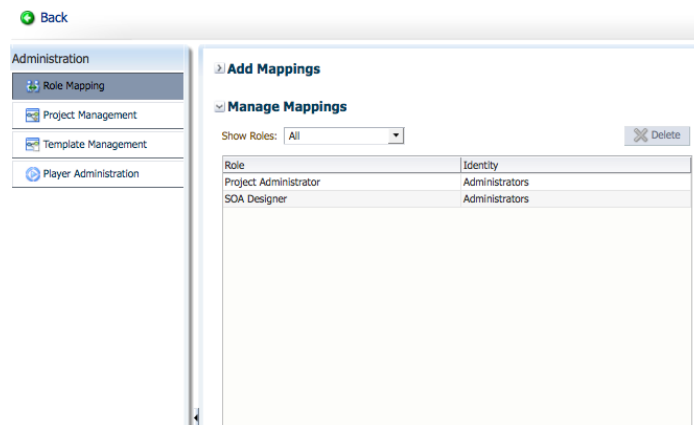 Back
Administration
Role Mapping
Project Management
Template Management
Player Administration
Add Mappings
Manage Mappings
Show Roles: All
Delete
Role Identity
Project Administrator Administrators
SOA Designer Administrators